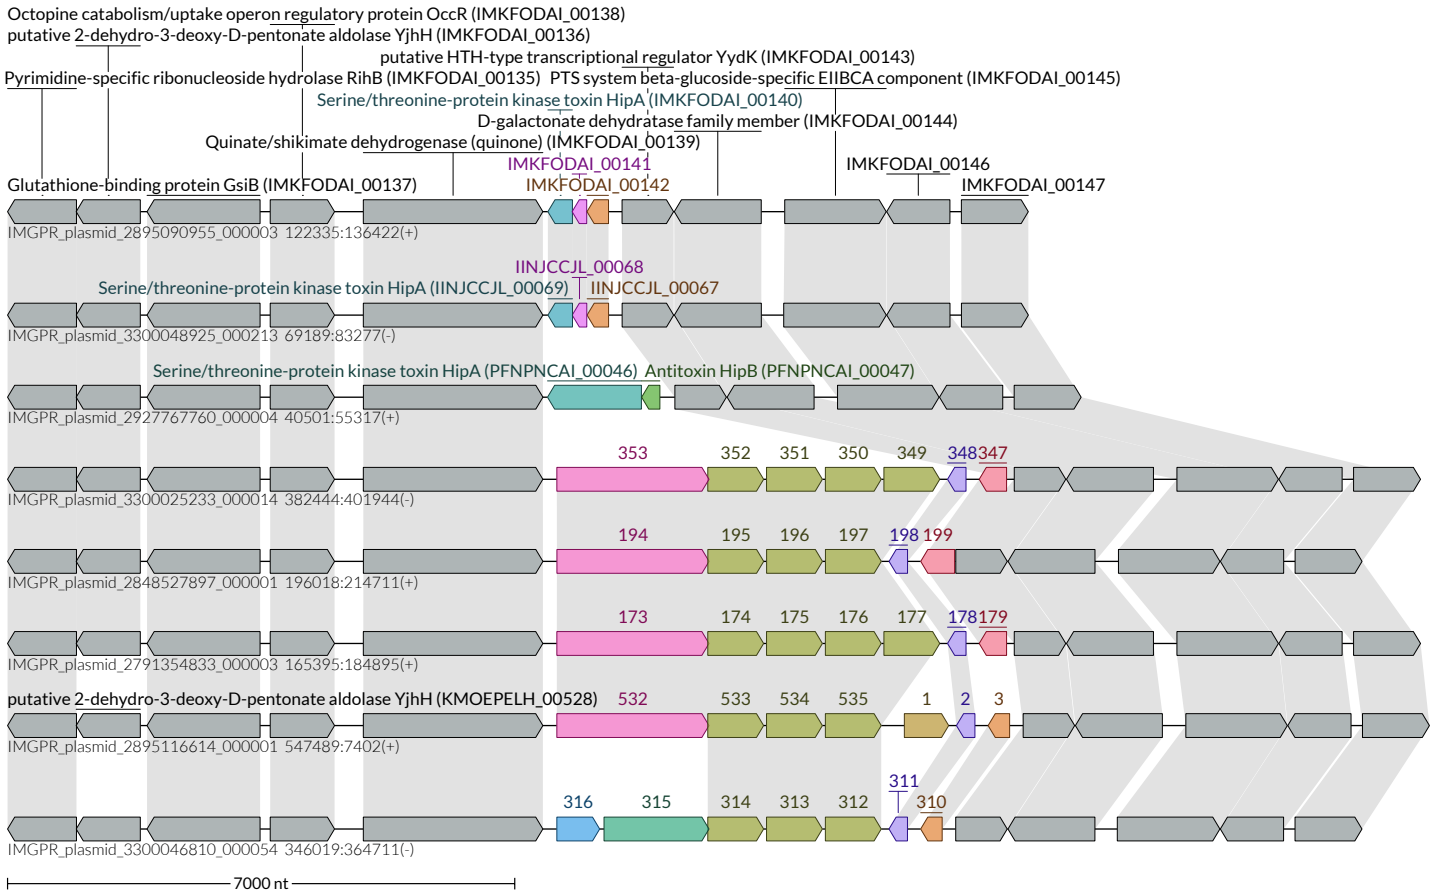 Octopine catabolism/uptake operon regulatory protein OccR (IMKFODAI_00138)
putative 2-dehydro-3-deoxy-D-pentonate aldolase YjhH (IMKFODAI_00136)
putative HTH-type transcriptional regulator YydK (IMKFODAI_00143)
Pyrimidine-specific ribonucleoside hydrolase RihB (IMKFODAI_00135) PTS system beta-glucoside-specific EIIBCA component (IMKFODAI_00145)
Serine/threonine-protein kinase toxin HipA (IMKFODAI_00140)
D-galactonate dehydratase family member (IMKFODAI_00144)
Quinate/shikimate dehydrogenase (quinone) (IMKFODAI_00139)
IMKFODAI_00141 IMKFODAI_00146
Glutathione-binding protein GsiB (IMKFODAI_00137) IMKFODAI_00142 IMKFODAI_00147
IMGPR_plasmid_2895090955_000003 122335:136422(+)
IINJCCJL_00068
Serine/threonine-protein kinase toxin HipA (IINJCCJL_00069) IINJCCJL_00067
IMGPR_plasmid_3300048925_000213 69189:83277(-)
Serine/threonine-protein kinase toxin HipA (PFNPNCAI_00046) Antitoxin HipB (PFNPNCAI_00047)
IMGPR_plasmid_2927767760_000004 40501:55317(+)
353 352 351 350 349 348 347
IMGPR_plasmid_3300025233_000014 382444:401944(-)
194 195 196 197 198 199
IMGPR_plasmid_2848527897_000001 196018:214711(+)
173 174 175 176 177 178 179
IMGPR_plasmid_2791354833_000003 165395:184895(+)
putative 2-dehydro-3-deoxy-D-pentonate aldolase YjhH (KMOEPELH_00528) 532 533 534 535 1 2 3
IMGPR_plasmid_2895116614_000001 547489:7402(+)
311
316 315 314 313 312 310
IMGPR_plasmid_3300046810_000054 346019:364711(-)
7000 nt